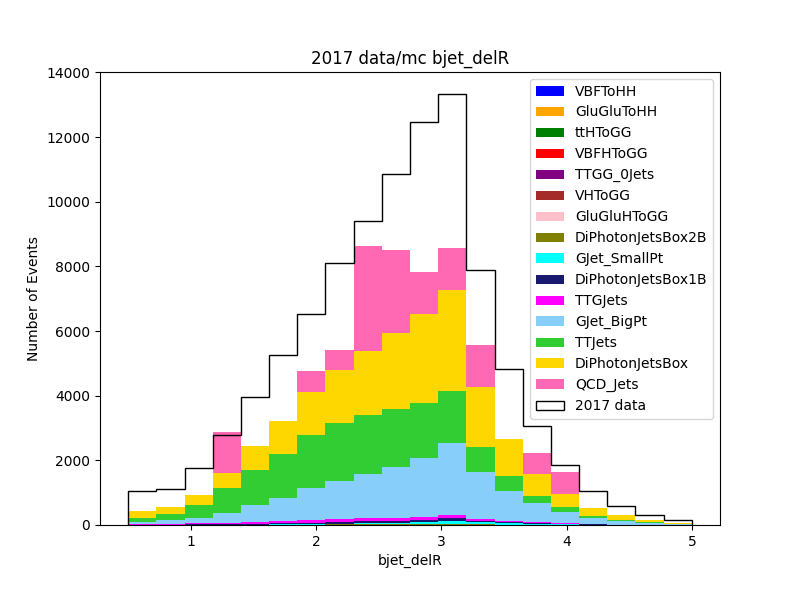 2017 data/mc bjet_delR
14000
12000
10000
8000
6000
4000
2000
0
Number of Events
1
2
3
4
5
bjet_delR
VBFToHH
GluGluToHH
ttHToGG
VBFHToGG
TTGG_0Jets
VHToGG
GluGluHToGG
DiPhotonJetsBox2B
GJet_SmallPt
DiPhotonJetsBox1B
TTGJets
GJet_BigPt
TTJets
DiPhotonJetsBox
QCD_Jets
2017 data